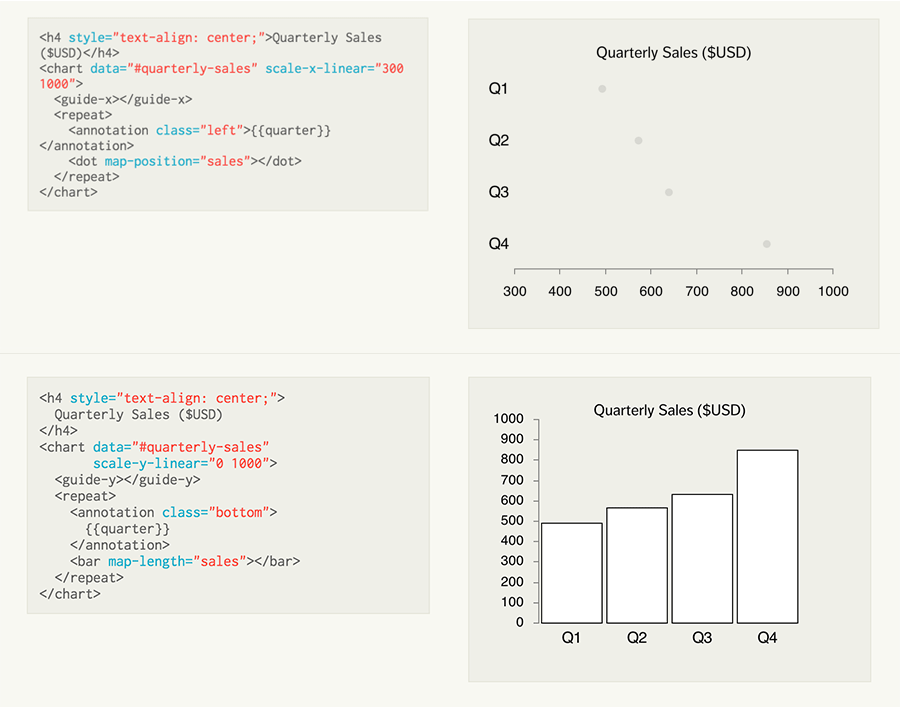 <h4 style="text-align: center;">Quarterly Sales
($USD)</h4>
<chart data="#quarterly-sales" scale-x-linear="300
1000">
  <guide-x></guide-x>
  <repeat>
    <annotation class="left">{{quarter}}
</annotation>
    <dot map-position="sales"></dot>
  </repeat>
</chart>
Quarterly Sales ($USD)
Q1
Q2
Q3
Q4
300 400 500 600 700 800 900 1000
<h4 style="text-align: center;">
  Quarterly Sales ($USD)
</h4>
<chart data="#quarterly-sales"
       scale-y-linear="0 1000">
  <guide-y></guide-y>
  <repeat>
    <annotation class="bottom">
      {{quarter}}
    </annotation>
    <bar map-length="sales"></bar>
  </repeat>
</chart>
Quarterly Sales ($USD)
1000
900
800
700
600
500
400
300
200
100
0
Q1 Q2 Q3 Q4